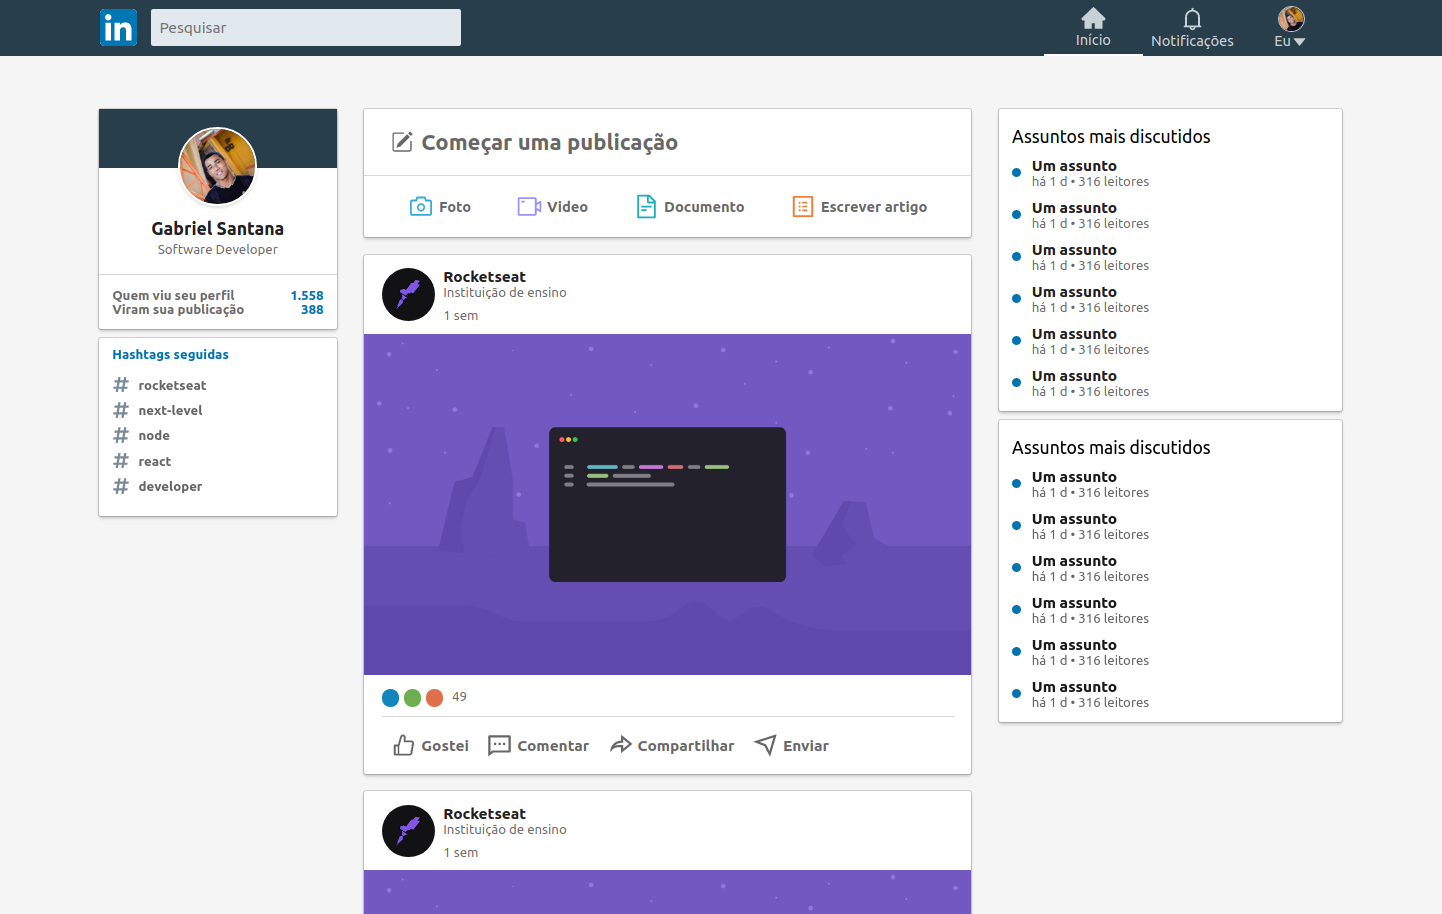 in
Pesquisar
Início
Notificações
Eu
Gabriel Santana
Software Developer
Quem viu seu perfil 1.558
Viram sua publicação 388
Hashtags seguidas
# rocketseat
# next-level
# node
# react
# developer
Começar uma publicação
Foto
Video
Documento
Escrever artigo
Rocketseat
Instituição de ensino
1 sem
49
Gostei
Comentar
Compartilhar
Enviar
Rocketseat
Instituição de ensino
1 sem
Assuntos mais discutidos
Um assunto
há 1 d • 316 leitores
Um assunto
há 1 d • 316 leitores
Um assunto
há 1 d • 316 leitores
Um assunto
há 1 d • 316 leitores
Um assunto
há 1 d • 316 leitores
Um assunto
há 1 d • 316 leitores
Assuntos mais discutidos
Um assunto
há 1 d • 316 leitores
Um assunto
há 1 d • 316 leitores
Um assunto
há 1 d • 316 leitores
Um assunto
há 1 d • 316 leitores
Um assunto
há 1 d • 316 leitores
Um assunto
há 1 d • 316 leitores